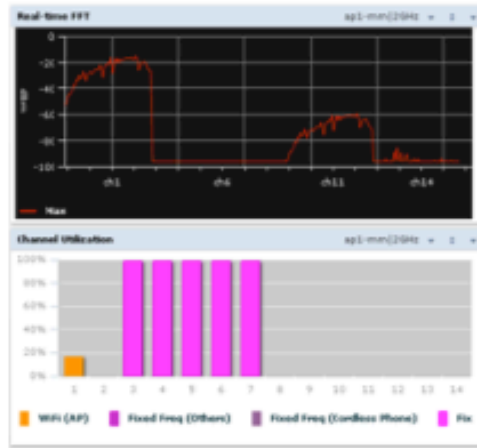 Real-time FFT ap1-mm(2GHz
0
-20
-40
-60
-80
-100
ch1 ch6 ch11 ch14
Max
Channel Utilization ap1-mm(2GHz
100%
80%
60%
40%
20%
0%
1 2 3 4 5 6 7 8 9 10 11 12 13 14
WiFi (AP) Fixed Freq (Others) Fixed Freq (Cordless Phone) Fix